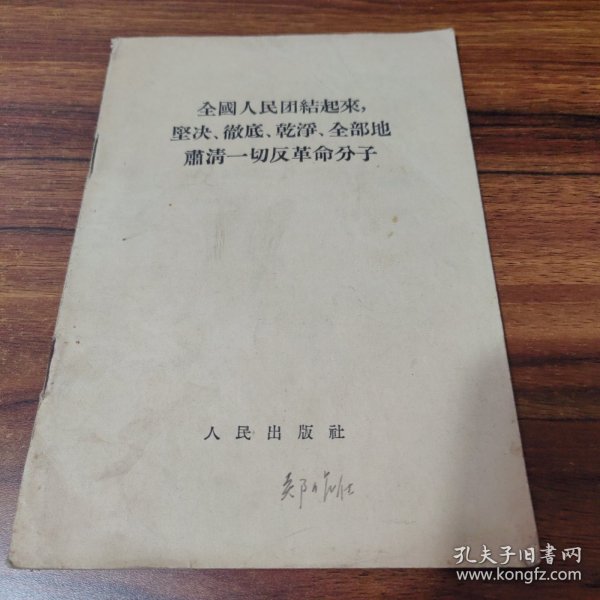 全國人民团結起來,
堅决、徹底、乾淨、全部地
肅清一切反革命分子
人民出版社
孔夫子旧书网
www.kongfz.com